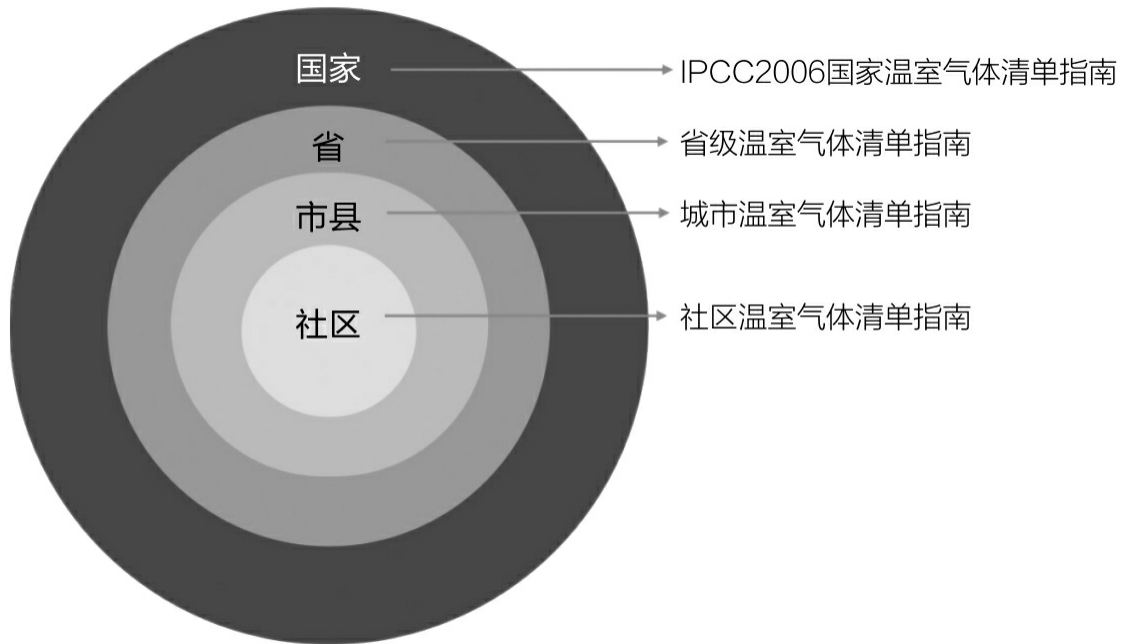 国家
IPCC2006国家温室气体清单指南
省
省级温室气体清单指南
市县
城市温室气体清单指南
社区
社区温室气体清单指南